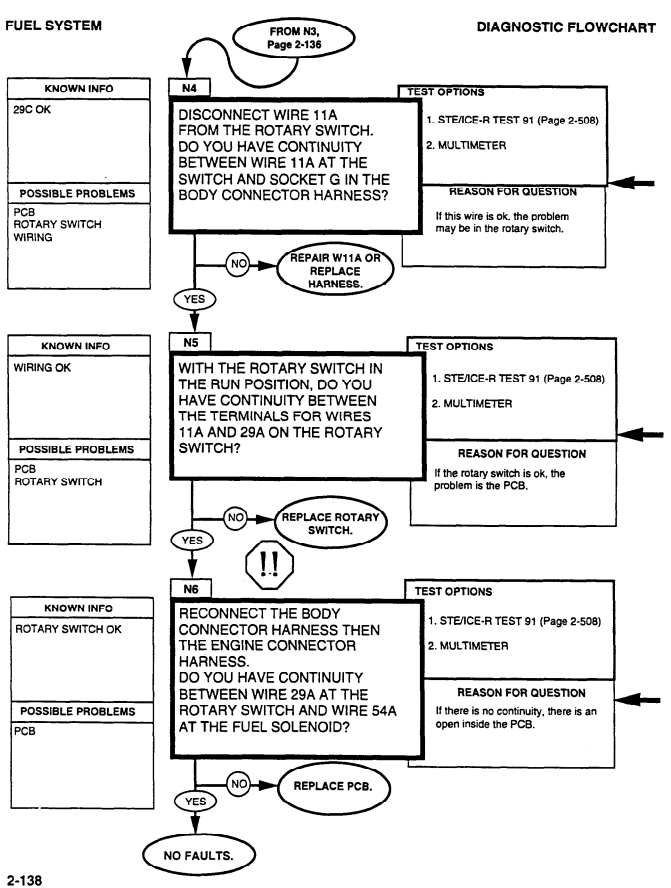 FUEL SYSTEM
DIAGNOSTIC FLOWCHART
FROM N3,
Page 2-136
KNOWN INFO
29C OK
POSSIBLE PROBLEMS
PCB
ROTARY SWITCH
WIRING
N4
DISCONNECT WIRE 11A
FROM THE ROTARY SWITCH.
DO YOU HAVE CONTINUITY
BETWEEN WIRE 11A AT THE
SWITCH AND SOCKET G IN THE
BODY CONNECTOR HARNESS?
TEST OPTIONS
1. STE/ICE-R TEST 91 (Page 2-508)
2. MULTIMETER
REASON FOR QUESTION
If this wire is ok, the problem
may be in the rotary switch.
NO
REPAIR W11A OR
REPLACE
HARNESS.
YES
KNOWN INFO
WIRING OK
POSSIBLE PROBLEMS
PCB
ROTARY SWITCH
N5
WITH THE ROTARY SWITCH IN
THE RUN POSITION, DO YOU
HAVE CONTINUITY BETWEEN
THE TERMINALS FOR WIRES
11A AND 29A ON THE ROTARY
SWITCH?
TEST OPTIONS
1. STE/ICE-R TEST 91 (Page 2-508)
2. MULTIMETER
REASON FOR QUESTION
If the rotary switch is ok, the
problem is the PCB.
NO
REPLACE ROTARY
SWITCH.
YES
!!
KNOWN INFO
ROTARY SWITCH OK
POSSIBLE PROBLEMS
PCB
N6
RECONNECT THE BODY
CONNECTOR HARNESS THEN
THE ENGINE CONNECTOR
HARNESS.
DO YOU HAVE CONTINUITY
BETWEEN WIRE 29A AT THE
ROTARY SWITCH AND WIRE 54A
AT THE FUEL SOLENOID?
TEST OPTIONS
1. STE/ICE-R TEST 91 (Page 2-508)
2. MULTIMETER
REASON FOR QUESTION
If there is no continuity, there is an
open inside the PCB.
NO
REPLACE PCB.
YES
NO FAULTS.
2-138